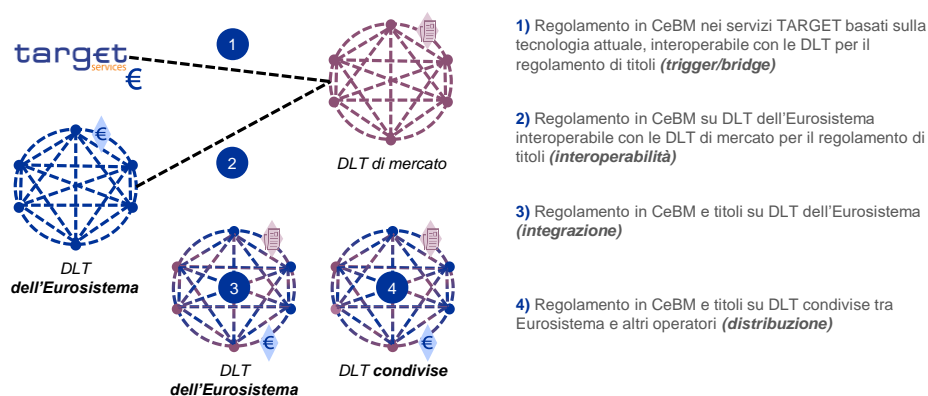 target
services
€
1
€
2
DLT di mercato
DLT
dell'Eurosistema
3
€
DLT
dell'Eurosistema
4
€
DLT condivise
1) Regolamento in CeBM nei servizi TARGET basati sulla
tecnologia attuale, interoperabile con le DLT per il
regolamento di titoli (trigger/bridge)
2) Regolamento in CeBM su DLT dell'Eurosistema
interoperabile con le DLT di mercato per il regolamento di
titoli (interoperabilità)
3) Regolamento in CeBM e titoli su DLT dell'Eurosistema
(integrazione)
4) Regolamento in CeBM e titoli su DLT condivise tra
Eurosistema e altri operatori (distribuzione)